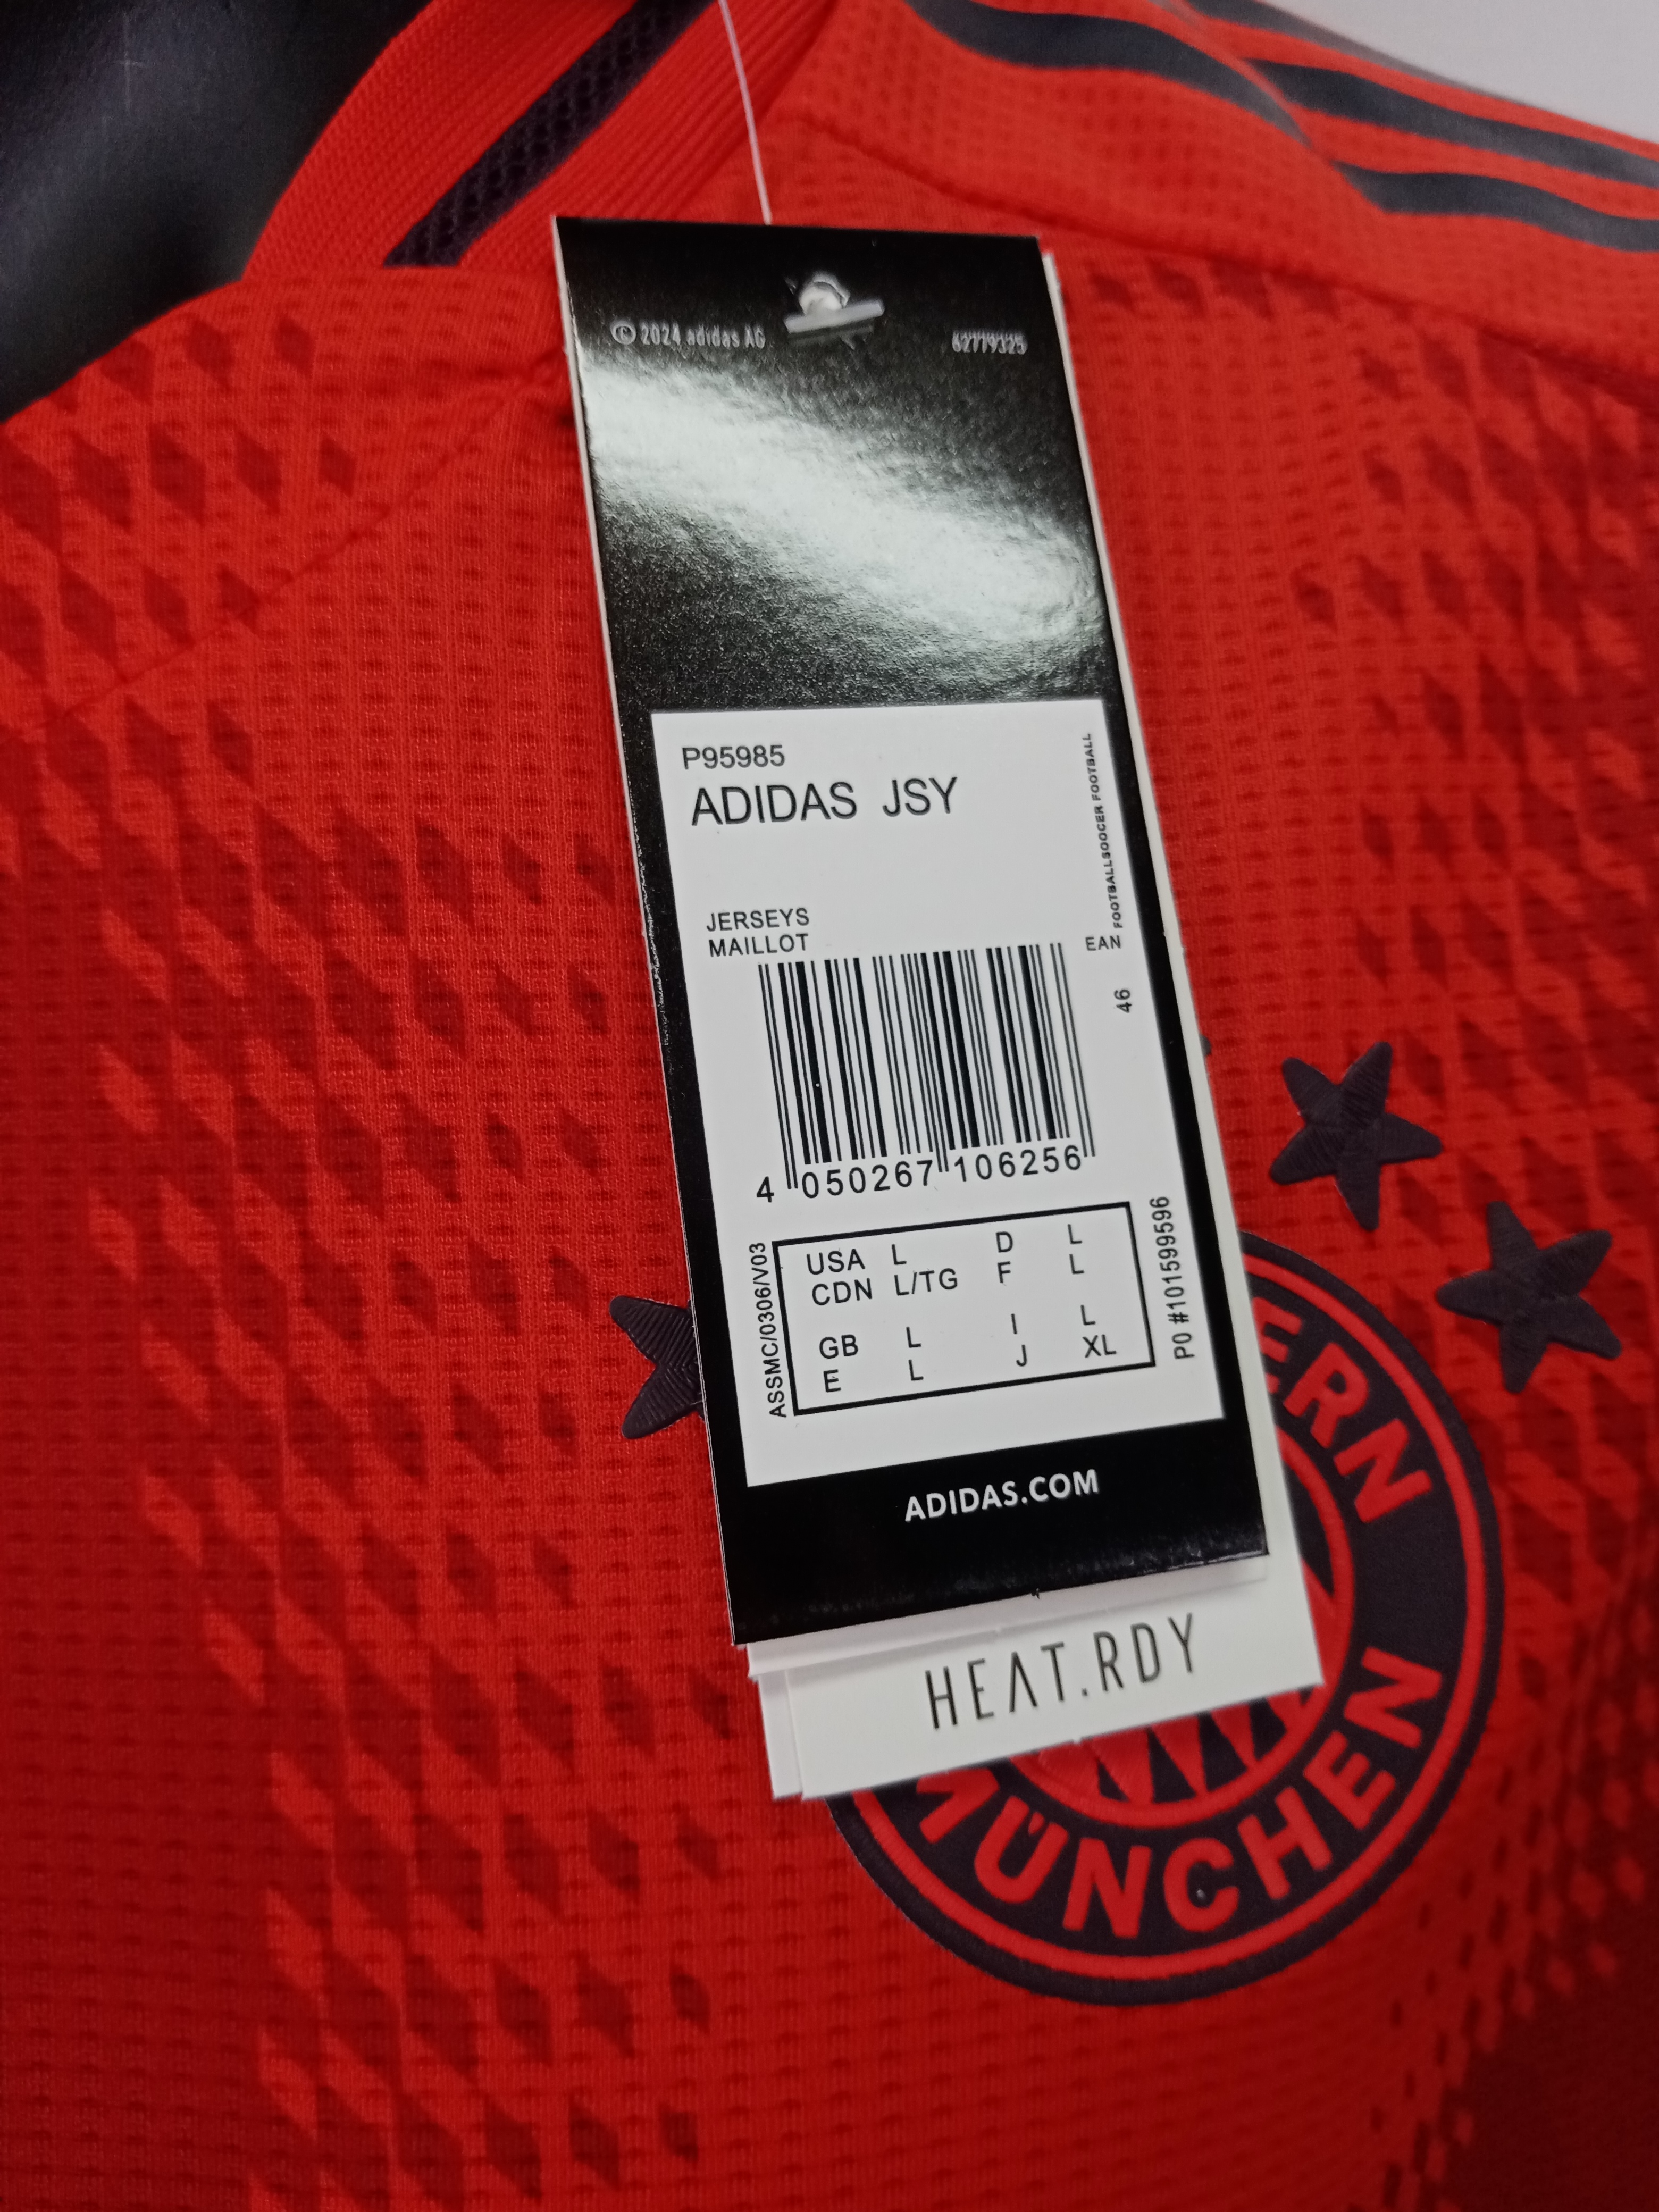 © 2024 adidas AG
62779325
P95985
ADIDAS JSY
FOOTBALLSOCCER FOOTBALL
JERSEYS
MAILLOT
EAN
46
4 050267 106256
ASSMC/0306/V03
USA L D L
CDN L/TG F L
GB L I L
E L J XL
PO #101599596
ADIDAS.COM
HEAT.RDY
ERN
MÜNCHEN